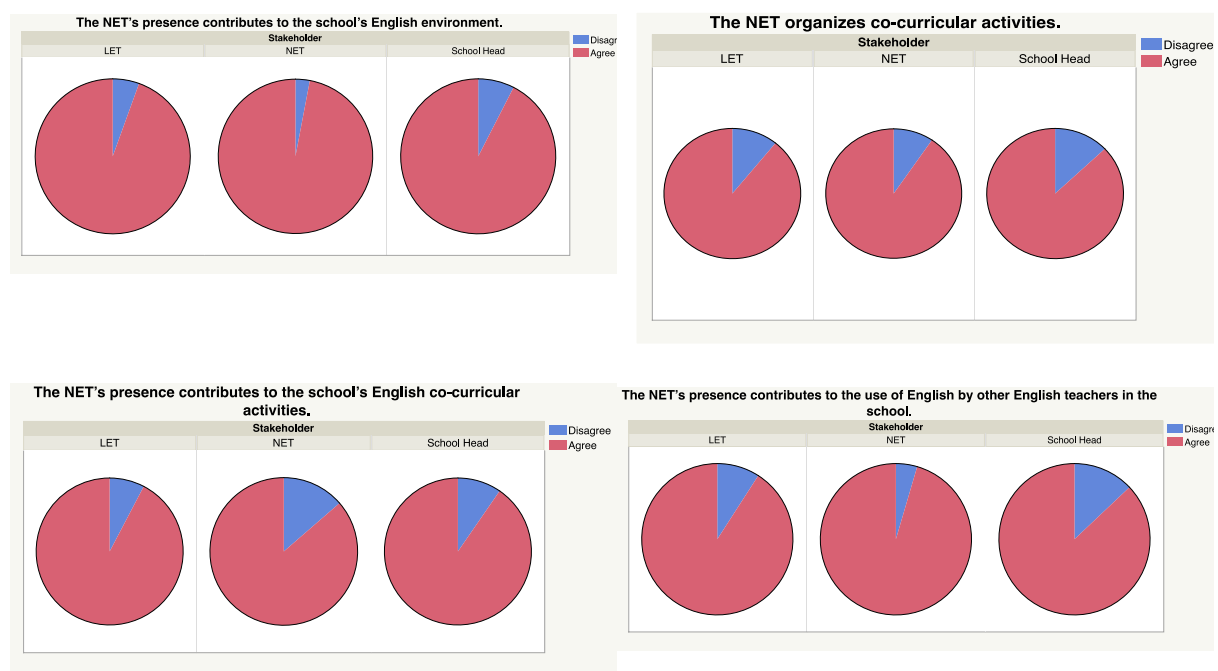 The NET's presence contributes to the school's English environment.
Stakeholder
LET NET School Head
Disagr
Agree
The NET organizes co-curricular activities.
Stakeholder
LET NET School Head
Disagree
Agree
The NET's presence contributes to the school's English co-curricular
activities.
Stakeholder
LET NET School Head
Disagree
Agree
The NET's presence contributes to the use of English by other English teachers in the
school.
Stakeholder
LET NET School Head
Disagre
Agree